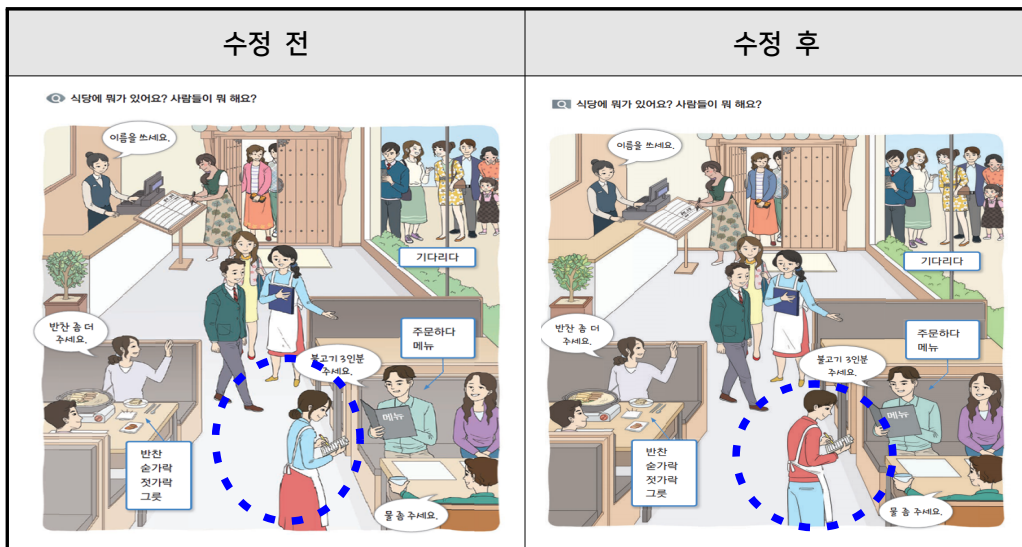 수정 전
수정 후
식당에 뭐가 있어요? 사람들이 뭐 해요?
이름을 쓰세요.
기다리다
반찬 좀 더
주세요.
주문하다
메뉴
불고기 3인분
주세요.
메뉴
반찬
숟가락
젓가락
그릇
물 좀 주세요.
식당에 뭐가 있어요? 사람들이 뭐 해요?
이름을 쓰세요.
기다리다
반찬 좀 더
주세요.
주문하다
메뉴
불고기 3인분
주세요.
메뉴
반찬
숟가락
젓가락
그릇
물 좀 주세요.